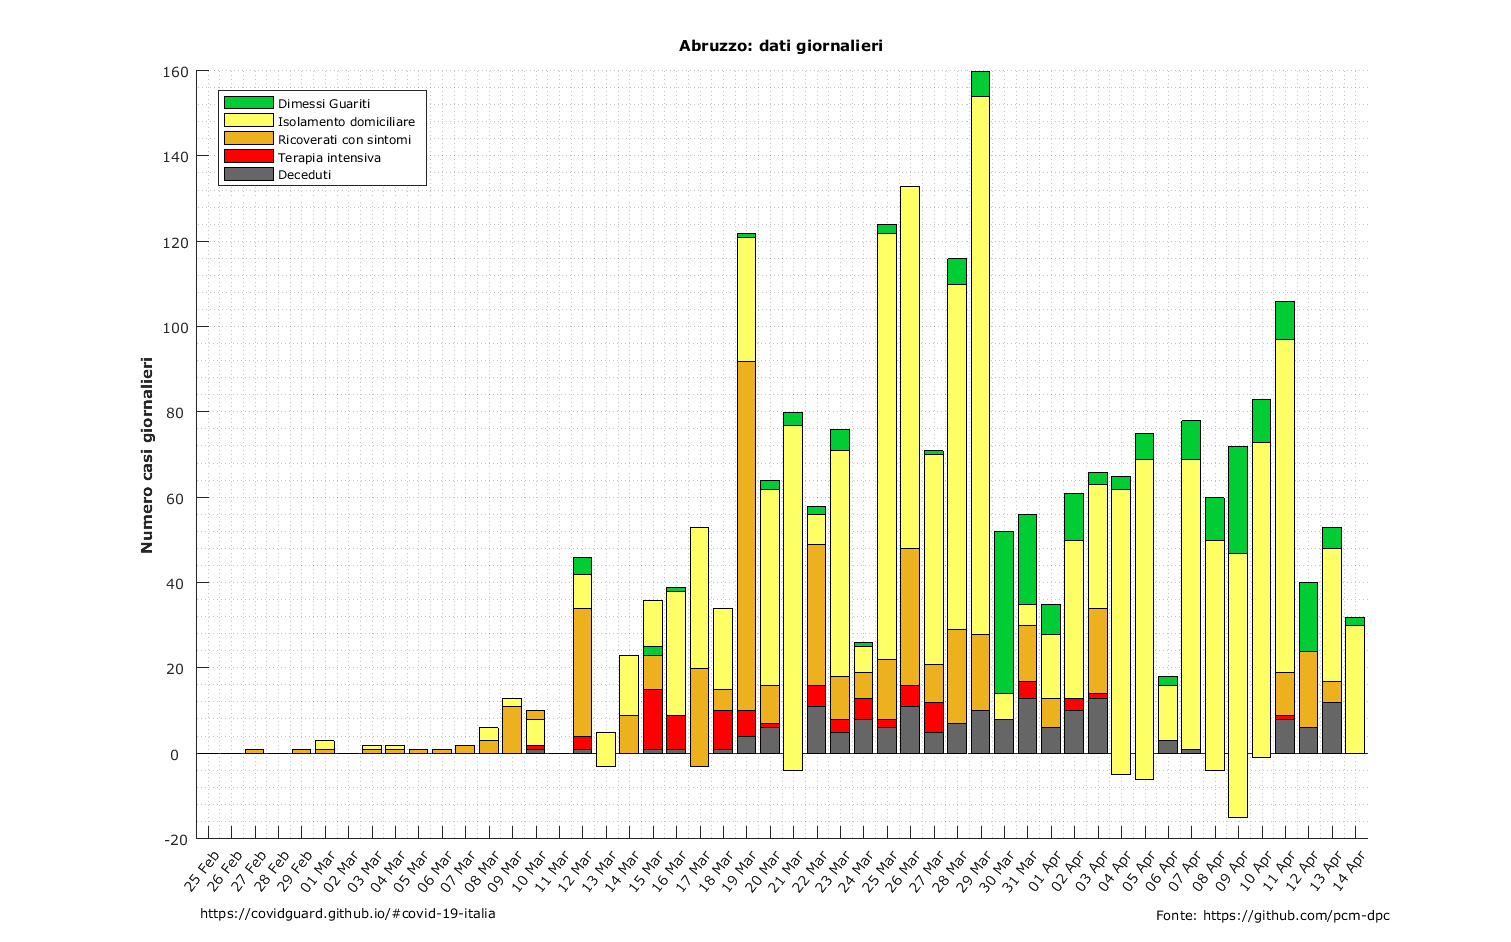 Abruzzo: dati giornalieri
160
140
120
100
80
60
40
20
0
-20
Numero casi giornalieri
Dimessi Guariti
Isolamento domiciliare
Ricoverati con sintomi
Terapia intensiva
Deceduti
25 Feb
26 Feb
27 Feb
28 Feb
29 Feb
01 Mar
02 Mar
03 Mar
04 Mar
05 Mar
06 Mar
07 Mar
08 Mar
09 Mar
10 Mar
11 Mar
12 Mar
13 Mar
14 Mar
15 Mar
16 Mar
17 Mar
18 Mar
19 Mar
20 Mar
21 Mar
22 Mar
23 Mar
24 Mar
25 Mar
26 Mar
27 Mar
28 Mar
29 Mar
30 Mar
31 Mar
01 Apr
02 Apr
03 Apr
04 Apr
05 Apr
06 Apr
07 Apr
08 Apr
09 Apr
10 Apr
11 Apr
12 Apr
13 Apr
14 Apr
https://covidguard.github.io/#covid-19-italia
Fonte: https://github.com/pcm-dpc